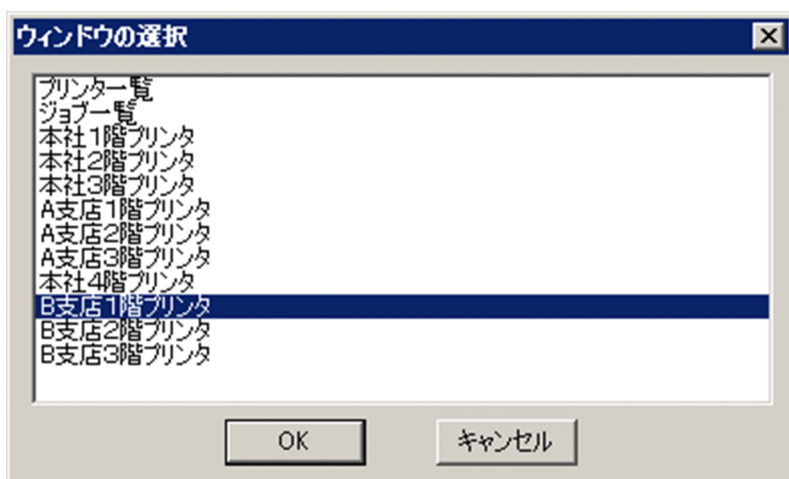 ウィンドウの選択
プリンタ一覧
ジョブ一覧
本社1階プリンタ
本社2階プリンタ
本社3階プリンタ
A支店1階プリンタ
A支店2階プリンタ
A支店3階プリンタ
本社4階プリンタ
B支店1階プリンタ
B支店2階プリンタ
B支店3階プリンタ
OK キャンセル